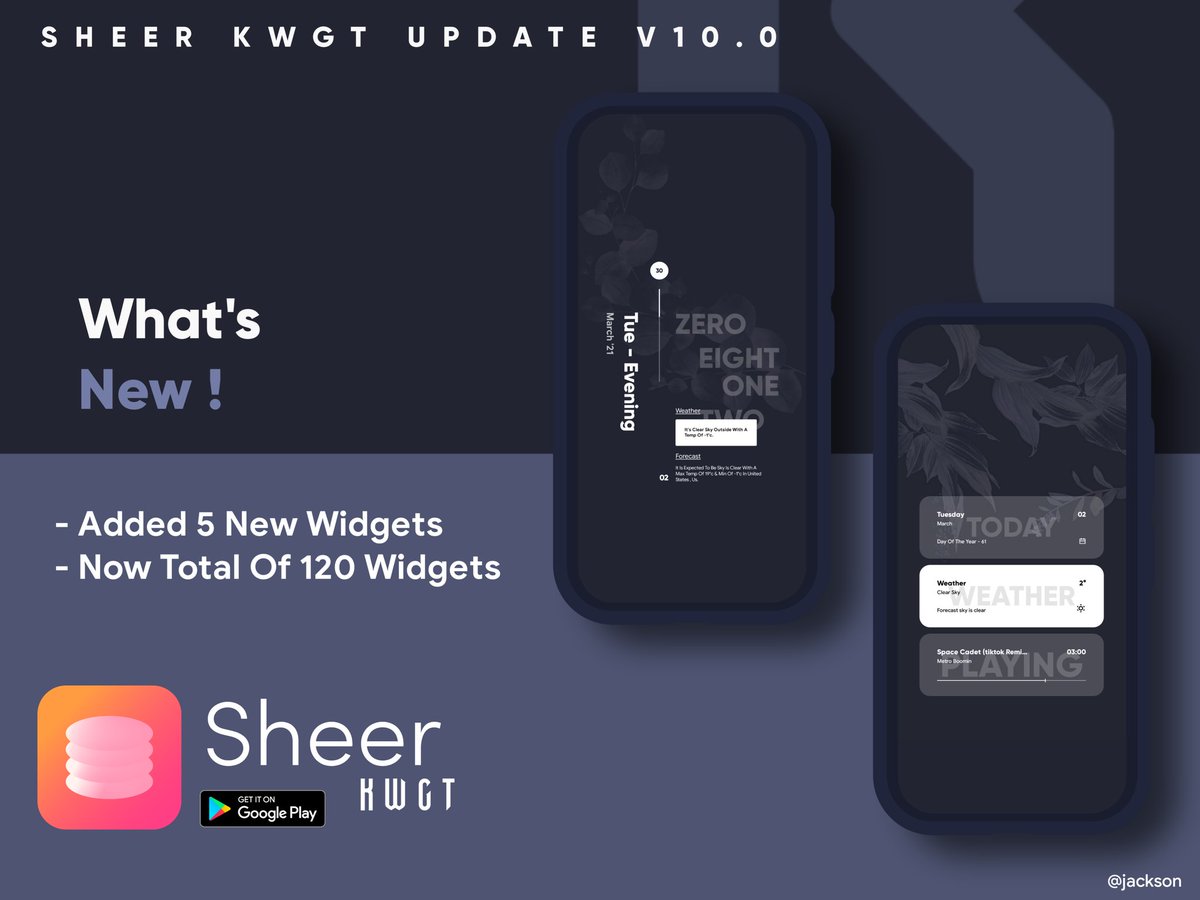 SHEER KWGT UPDATE V10.0
What's
New !
- Added 5 New Widgets
- Now Total Of 120 Widgets
Sheer
KWGT
GET IT ON
Google Play
30
Tue - Evening
March '21
ZERO
EIGHT
ONE
TWO
Weather
It's Clear Sky Outside With A
Temp Of -1°c.
Forecast
It Is Expected To Be Sky Is Clear With A
Max Temp Of 19°c & Min Of -1°c In United
States , Us.
02
TODAY
Tuesday
02
March
Day Of The Year - 61
WEATHER
Weather
2°
Clear Sky
Forecast sky is clear
PLAYING
Space Cadet (tiktok Remi...
03:00
Metro Boomin
@jackson